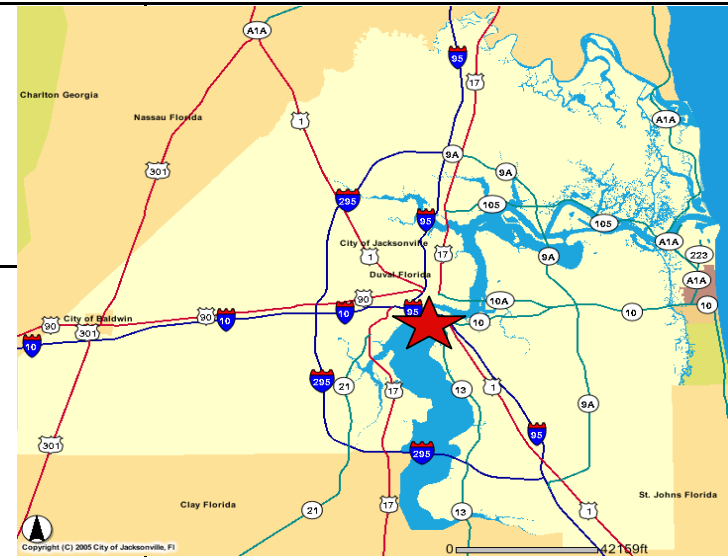 A1A
95
17
Charlton Georgia
Nassau Florida
1
A1A
301
9A
9A
295
105
95
105
City of Jacksonville
A1A
17
1
9A
223
Duval Florida
A1A
90
10A
90
95
10
10
City of Baldwin
10
10
301
90
10
10
295
21
17
13
1
9A
95
301
295
Clay Florida
St. Johns Florida
21
17
13
1
Copyright (C) 2005 City of Jacksonville, Fl
0 42159ft